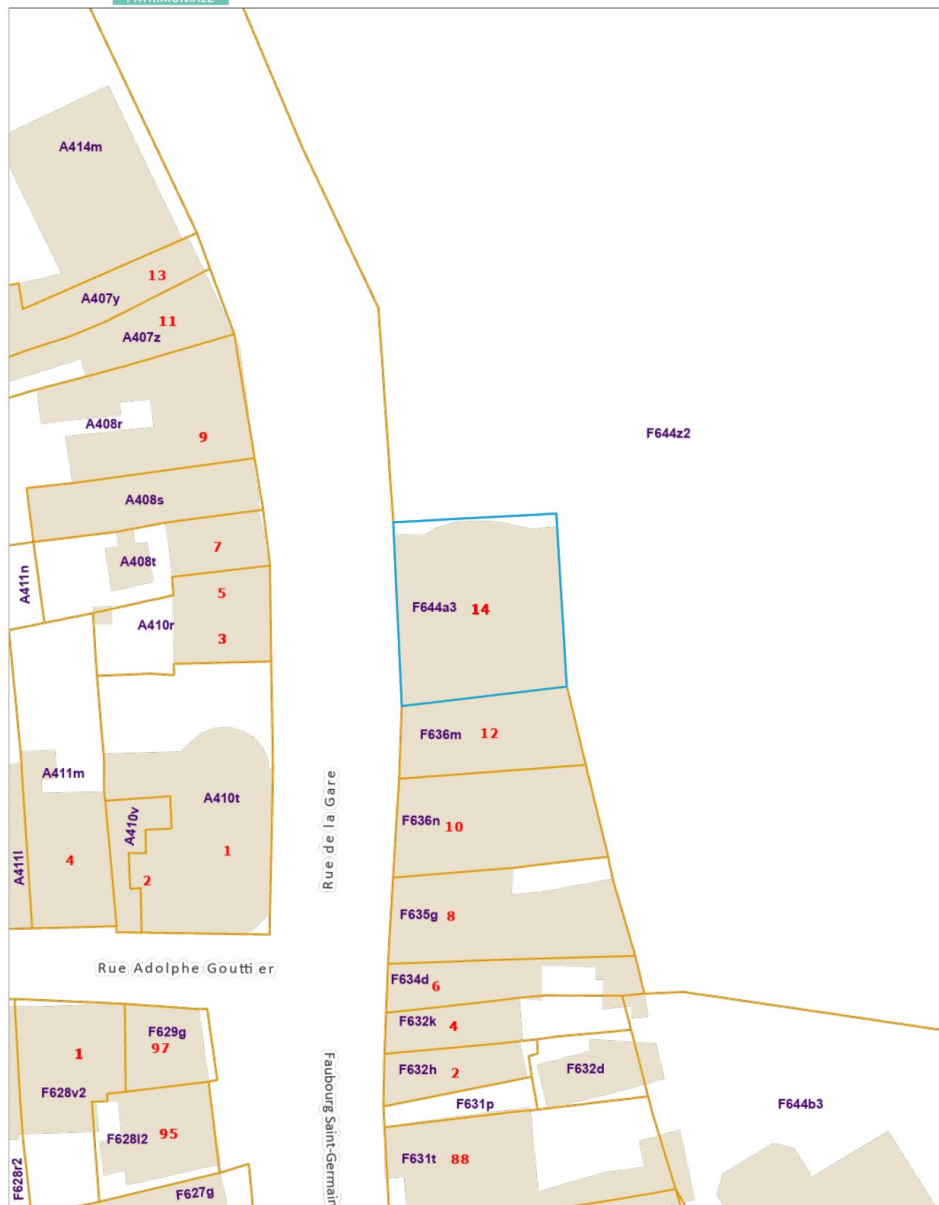 PATRIMONIALE
A414m
13
A407y
11
A407z
A408r
9
F644z2
A408s
7
A408t
A411n
5
F644a3 14
A410r
3
F636m 12
A411m
A410t
Rue de la Gare
F636n 10
A410v
A411l
4
1
2
F635g 8
Rue Adolphe Gouttier
F634d 6
F632k 4
F629g
1
97
F632h 2
F632d
F628v2
F631p
F644b3
Faubourg Saint-Germain
F628l2 95
F631t 88
F628r2
F627g